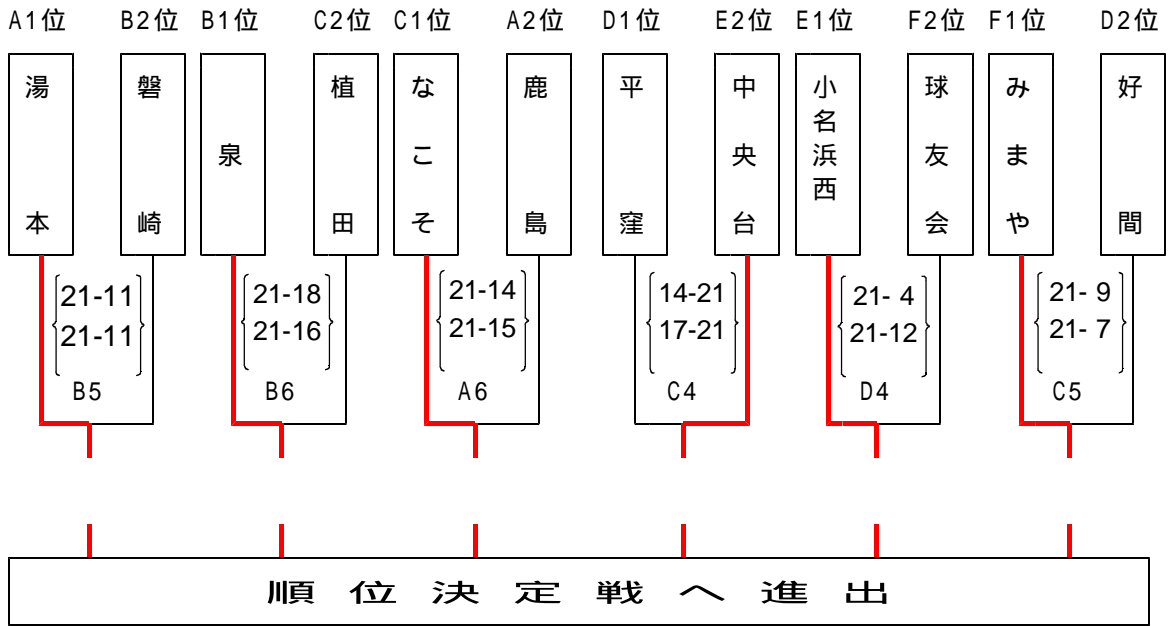 A1位 B2位 B1位 C2位 C1位 A2位 D1位 E2位 E1位 F2位 F1位 D2位
湯本 磐崎 泉 植田 なこそ 鹿島 平窪 中央台 小名浜西 球友会 みまや 好間
21-11 21-18 21-14 14-21 21- 4 21- 9
21-11 21-16 21-15 17-21 21-12 21- 7
B5 B6 A6 C4 D4 C5
順位決定戦へ進出